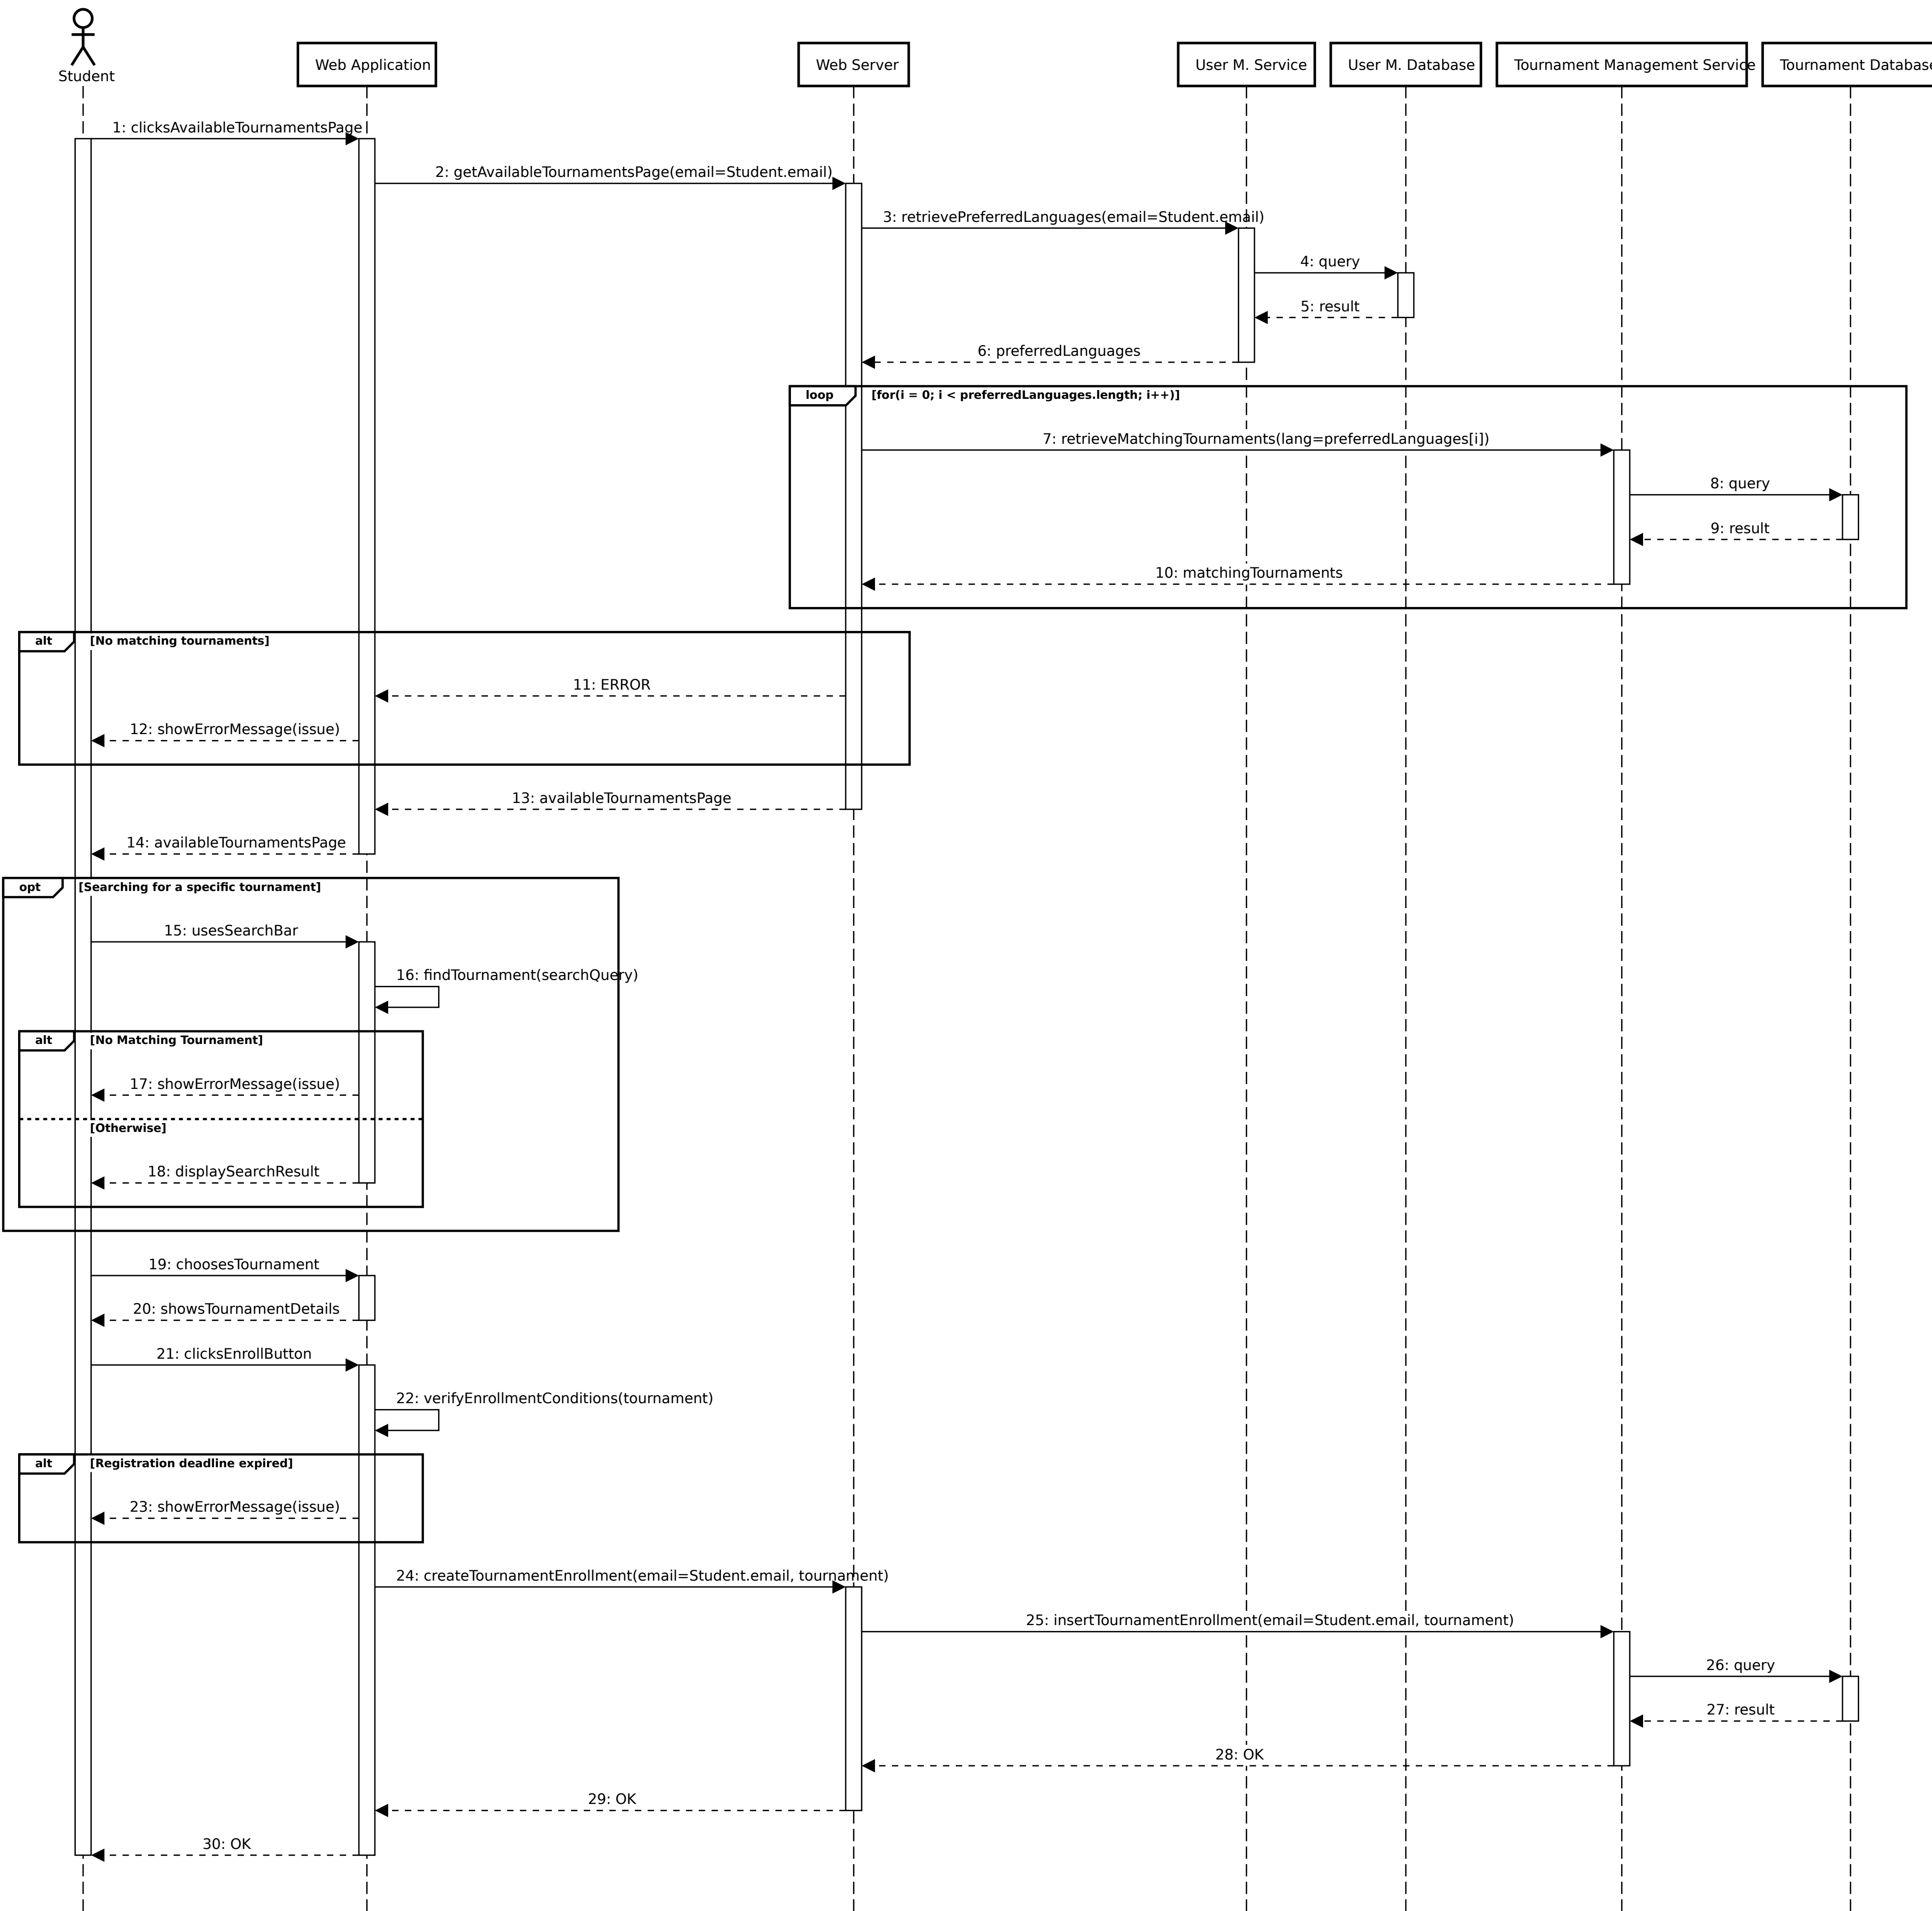 Student
Web Application
Web Server
User M. Service
User M. Database
Tournament Management Service
Tournament Database
1: clicksAvailableTournamentsPage
2: getAvailableTournamentsPage(email=Student.email)
3: retrievePreferredLanguages(email=Student.email)
4: query
5: result
6: preferredLanguages
loop [for(i = 0; i < preferredLanguages.length; i++)]
7: retrieveMatchingTournaments(lang=preferredLanguages[i])
8: query
9: result
10: matchingTournaments
alt [No matching tournaments]
11: ERROR
12: showErrorMessage(issue)
13: availableTournamentsPage
14: availableTournamentsPage
opt [Searching for a specific tournament]
15: usesSearchBar
16: findTournament(searchQuery)
alt [No Matching Tournament]
17: showErrorMessage(issue)
[Otherwise]
18: displaySearchResult
19: choosesTournament
20: showsTournamentDetails
21: clicksEnrollButton
22: verifyEnrollmentConditions(tournament)
alt [Registration deadline expired]
23: showErrorMessage(issue)
24: createTournamentEnrollment(email=Student.email, tournament)
25: insertTournamentEnrollment(email=Student.email, tournament)
26: query
27: result
28: OK
29: OK
30: OK